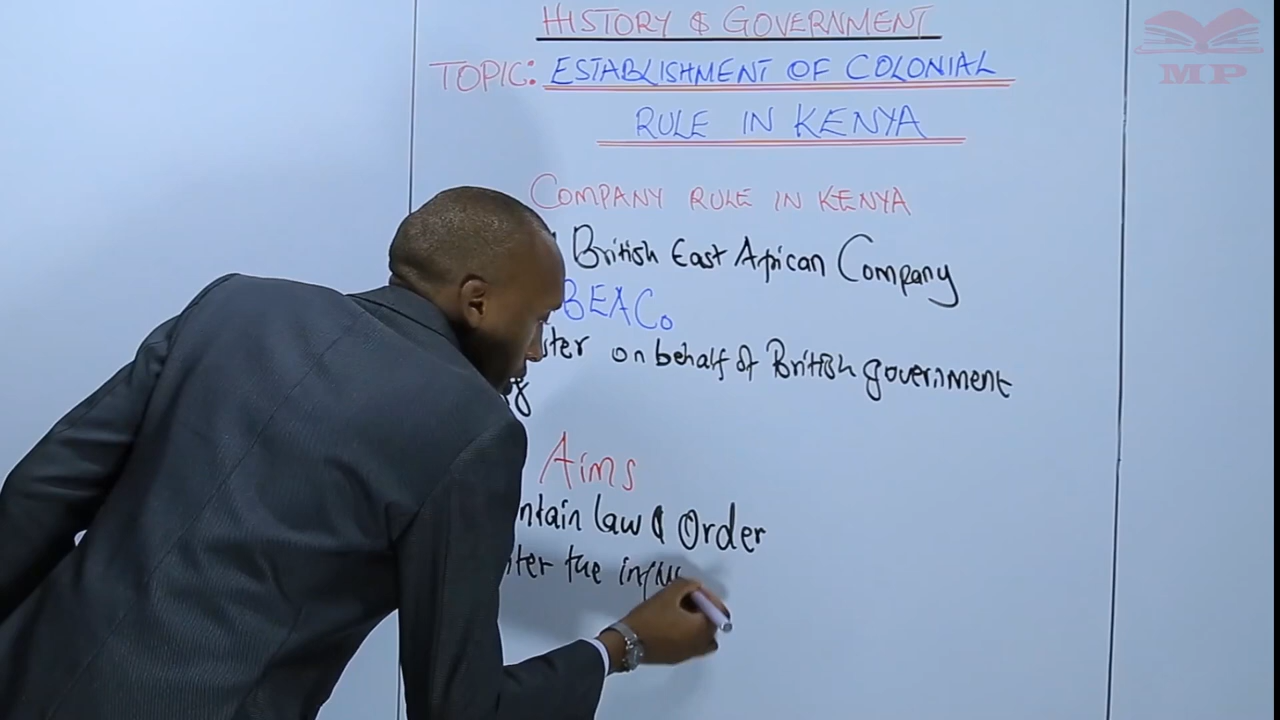 HISTORY & GOVERNMENT
MP
TOPIC: ESTABLISHMENT OF COLONIAL
RULE IN KENYA
COMPANY RULE IN KENYA
British East African Company
BEACo
on behalf of British government
Aims
law & Order
the